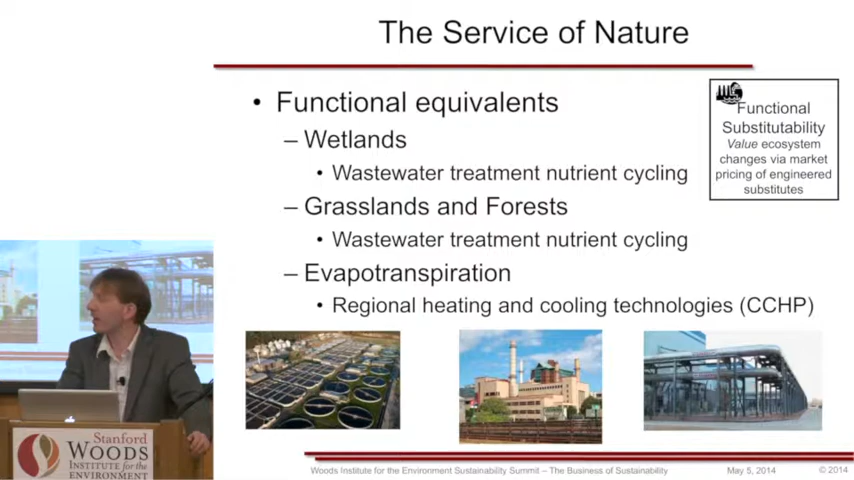 The Service of Nature
• Functional equivalents
– Wetlands
• Wastewater treatment nutrient cycling
– Grasslands and Forests
• Wastewater treatment nutrient cycling
– Evapotranspiration
• Regional heating and cooling technologies (CCHP)
Functional
Substitutability
Value ecosystem
changes via market
pricing of engineered
substitutes
Stanford
WOODS
INSTITUTE for the
ENVIRONMENT
Woods Institute for the Environment Sustainability Summit – The Business of Sustainability
May 5, 2014
© 2014